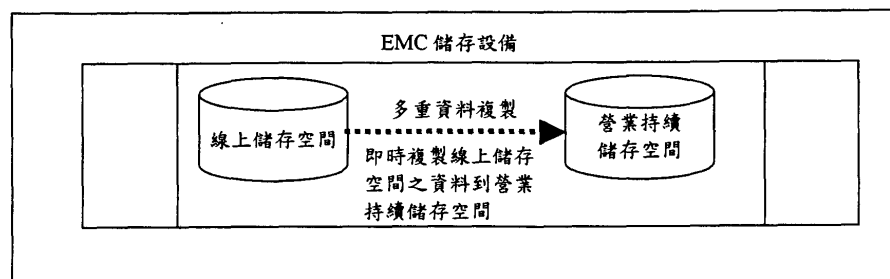 EMC 儲存設備
線上儲存空間
多重資料複製
即時複製線上儲存
空間之資料到營業
持續儲存空間
營業持續
儲存空間